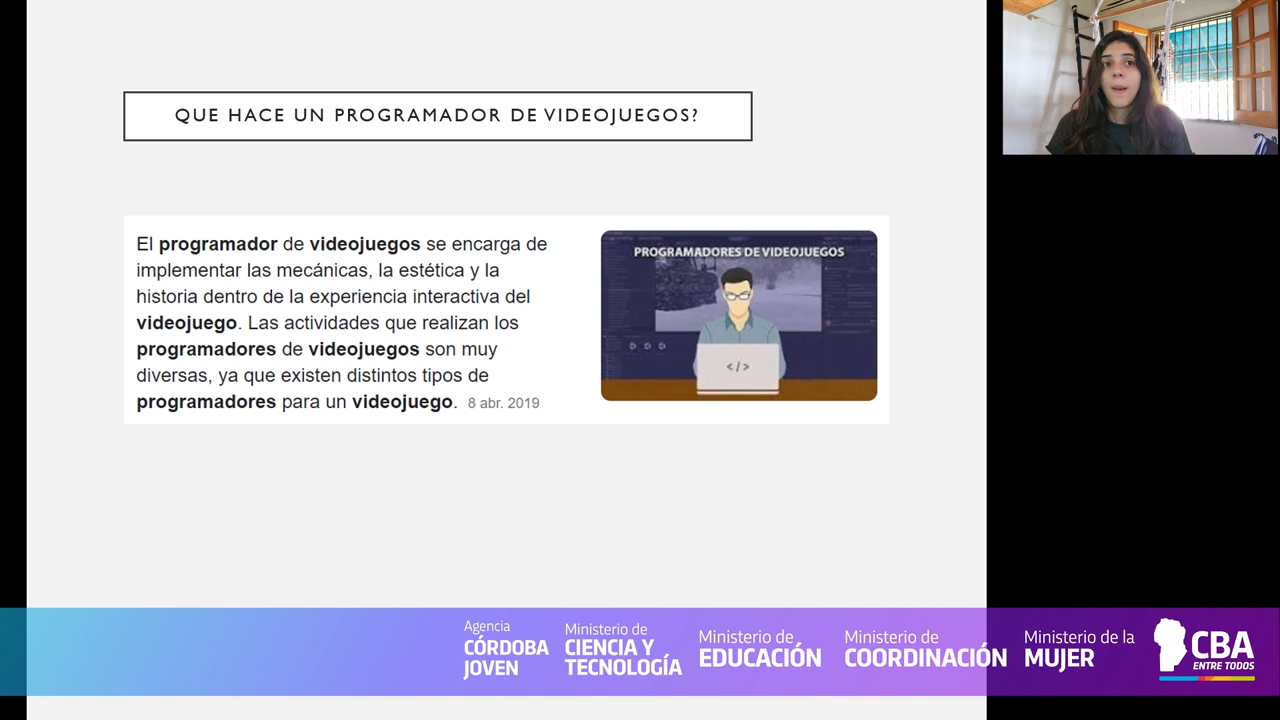 QUE HACE UN PROGRAMADOR DE VIDEOJUEGOS?
El programador de videojuegos se encarga de
implementar las mecánicas, la estética y la
historia dentro de la experiencia interactiva del
videojuego. Las actividades que realizan los
programadores de videojuegos son muy
diversas, ya que existen distintos tipos de
programadores para un videojuego. 8 abr. 2019
PROGRAMADORES DE VIDEOJUEGOS
</>
Agencia
CÓRDOBA
JOVEN
Ministerio de
CIENCIA Y
TECNOLOGÍA
Ministerio de
EDUCACIÓN
Ministerio de
COORDINACIÓN
Ministerio de la
MUJER
CBA
ENTRE TODOS